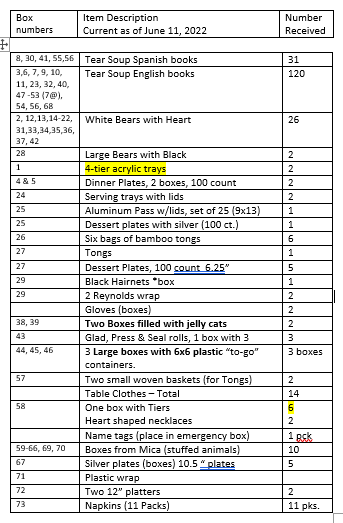 Box Item Description Number
numbers Current as of June 11, 2022 Received
8, 30, 41, 55,56 Tear Soup Spanish books 31
3,6, 7, 9, 10, Tear Soup English books 120
11, 23, 32, 40,
47 -53 (7@),
54, 56, 68
2, 12,13,14-22, White Bears with Heart 26
31,33,34,35,36,
37, 42
28 Large Bears with Black 2
1 4-tier acrylic trays 2
4 & 5 Dinner Plates, 2 boxes, 100 count 2
24 Serving trays with lids 2
25 Aluminum Pass w/lids, set of 25 (9x13) 1
25 Dessert plates with silver (100 ct.) 1
26 Six bags of bamboo tongs 6
27 Tongs 1
27 Dessert Plates, 100 count 6.25” 5
29 Black Hairnets *box 1
29 2 Reynolds wrap 2
Gloves (boxes) 2
38, 39 Two Boxes filled with jelly cats 2
43 Glad, Press & Seal rolls, 1 box with 3 3
44, 45, 46 3 Large boxes with 6x6 plastic “to-go” 3 boxes
containers.
57 Two small woven baskets (for Tongs) 2
Table Clothes – Total 14
58 One box with Tiers 6
Heart shaped necklaces 2
Name tags (place in emergency box) 1 pck
59-66, 69, 70 Boxes from Mica (stuffed animals) 10
67 Silver plates (boxes) 10.5 “ plates 5
71 Plastic wrap
72 Two 12” platters 2
73 Napkins (11 Packs) 11 pks.